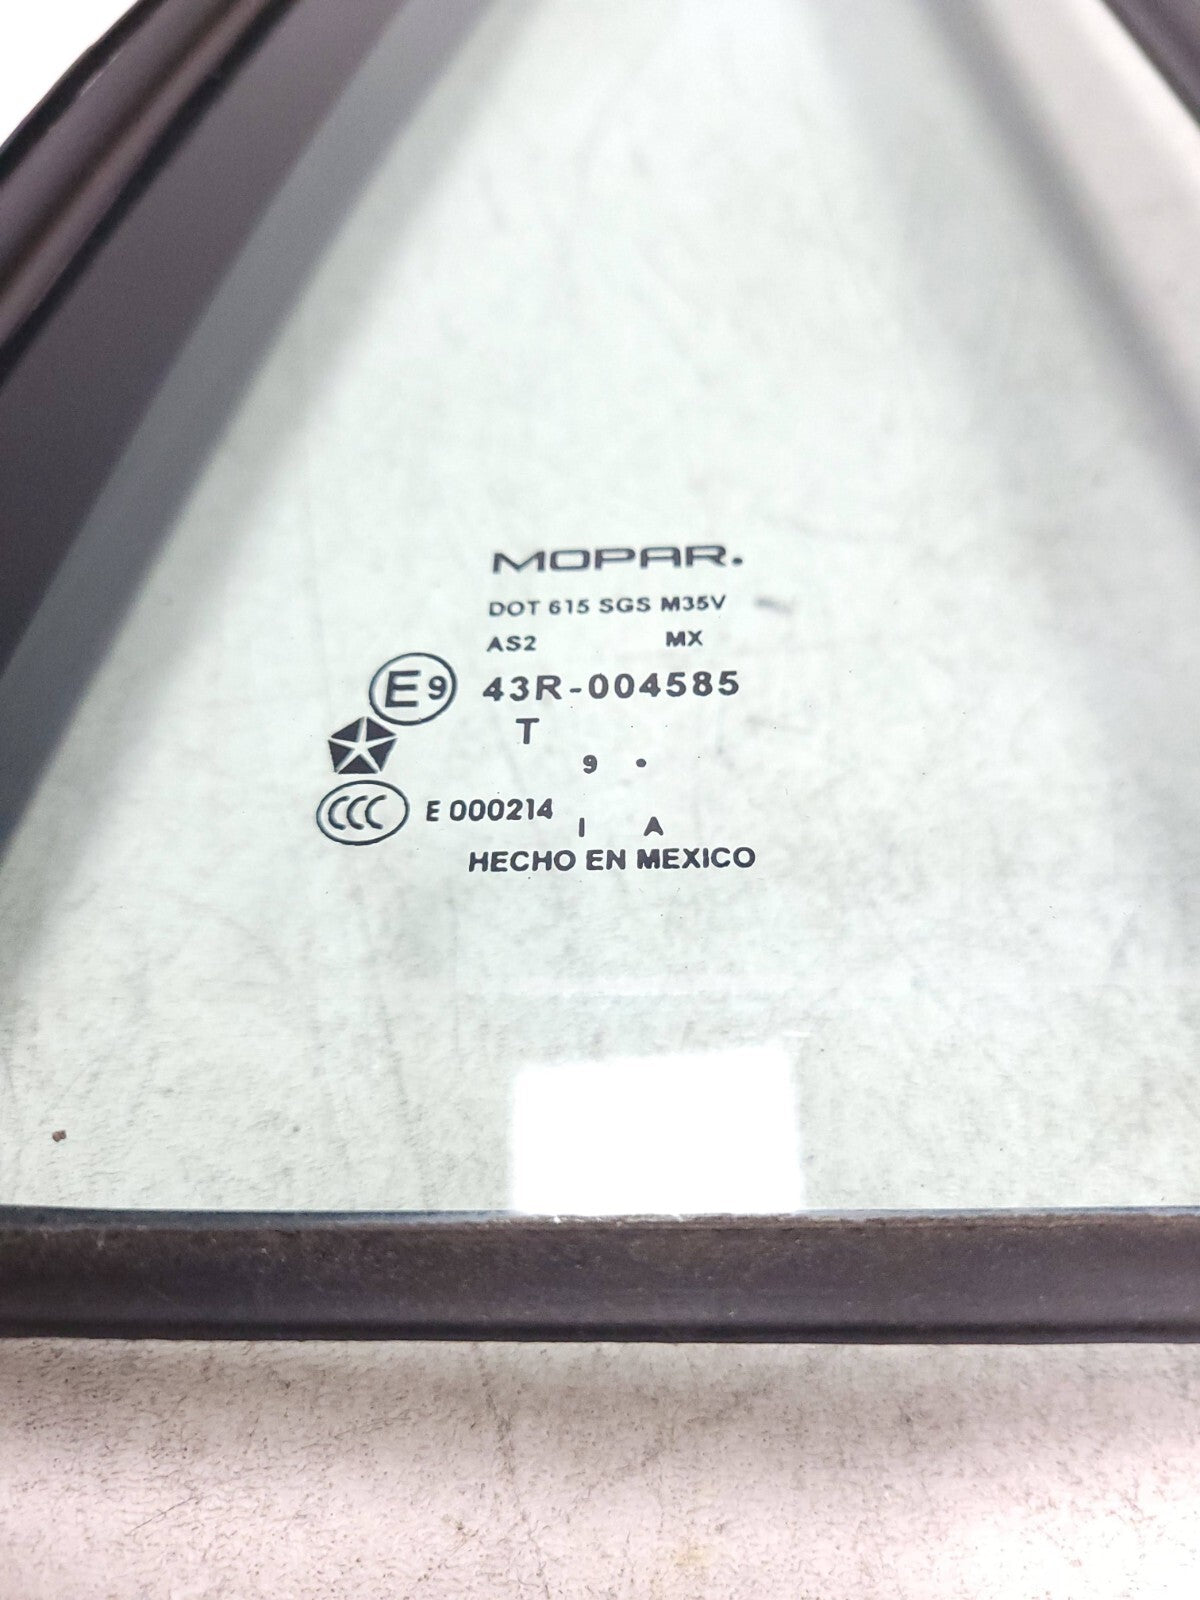 MOPAR.
DOT 615 SGS M35V
AS2 MX
E9 43R-004585
T
9 •
CCC E 000214
I A
HECHO EN MEXICO